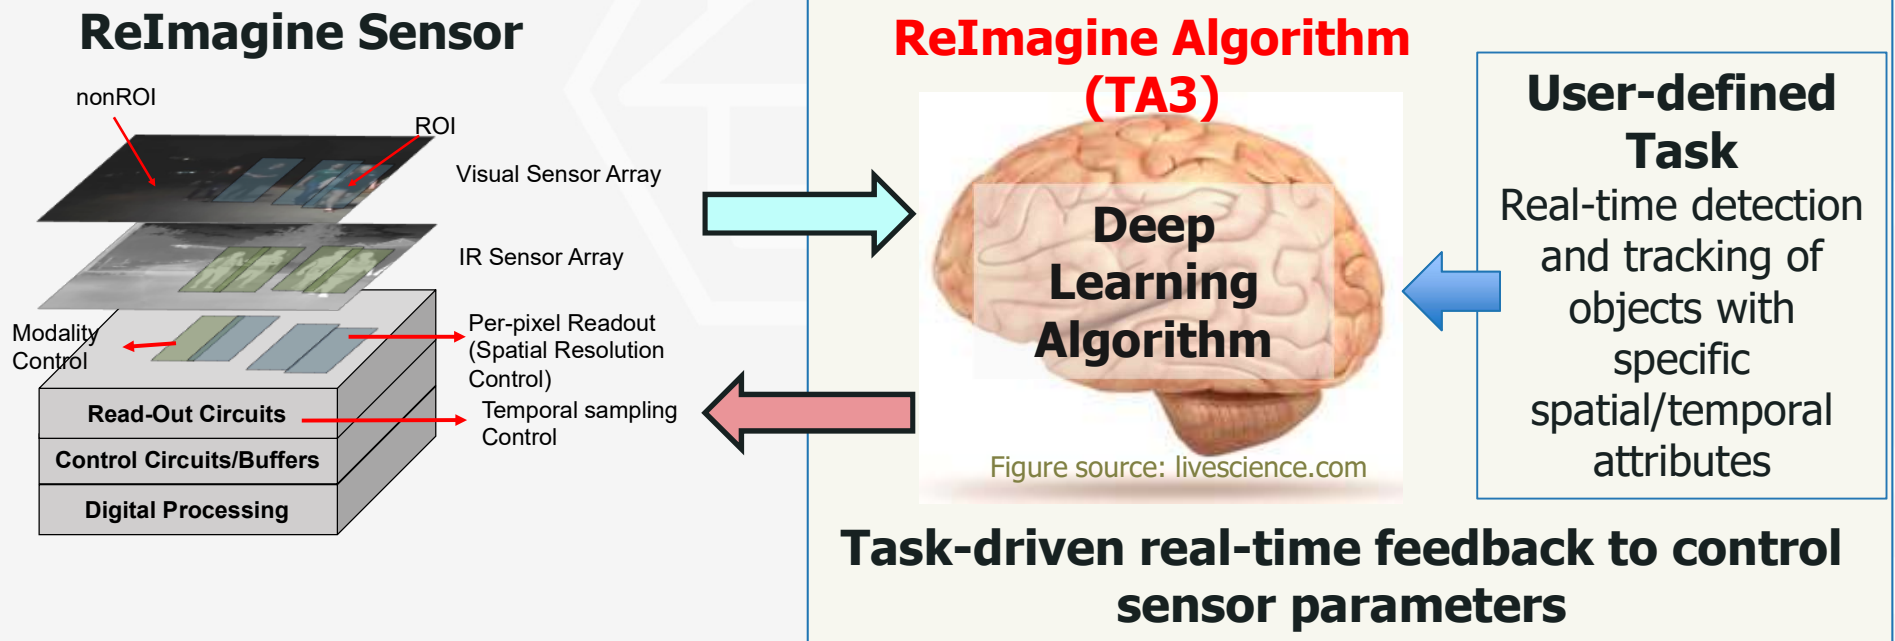 ReImagine Sensor
nonROI
ROI
Visual Sensor Array
IR Sensor Array
Modality
Control
Per-pixel Readout
(Spatial Resolution
Control)
Temporal sampling
Control
Read-Out Circuits
Control Circuits/Buffers
Digital Processing
ReImagine Algorithm
(TA3)
Deep
Learning
Algorithm
Figure source: livescience.com
User-defined
Task
Real-time detection
and tracking of
objects with
specific
spatial/temporal
attributes
Task-driven real-time feedback to control
sensor parameters